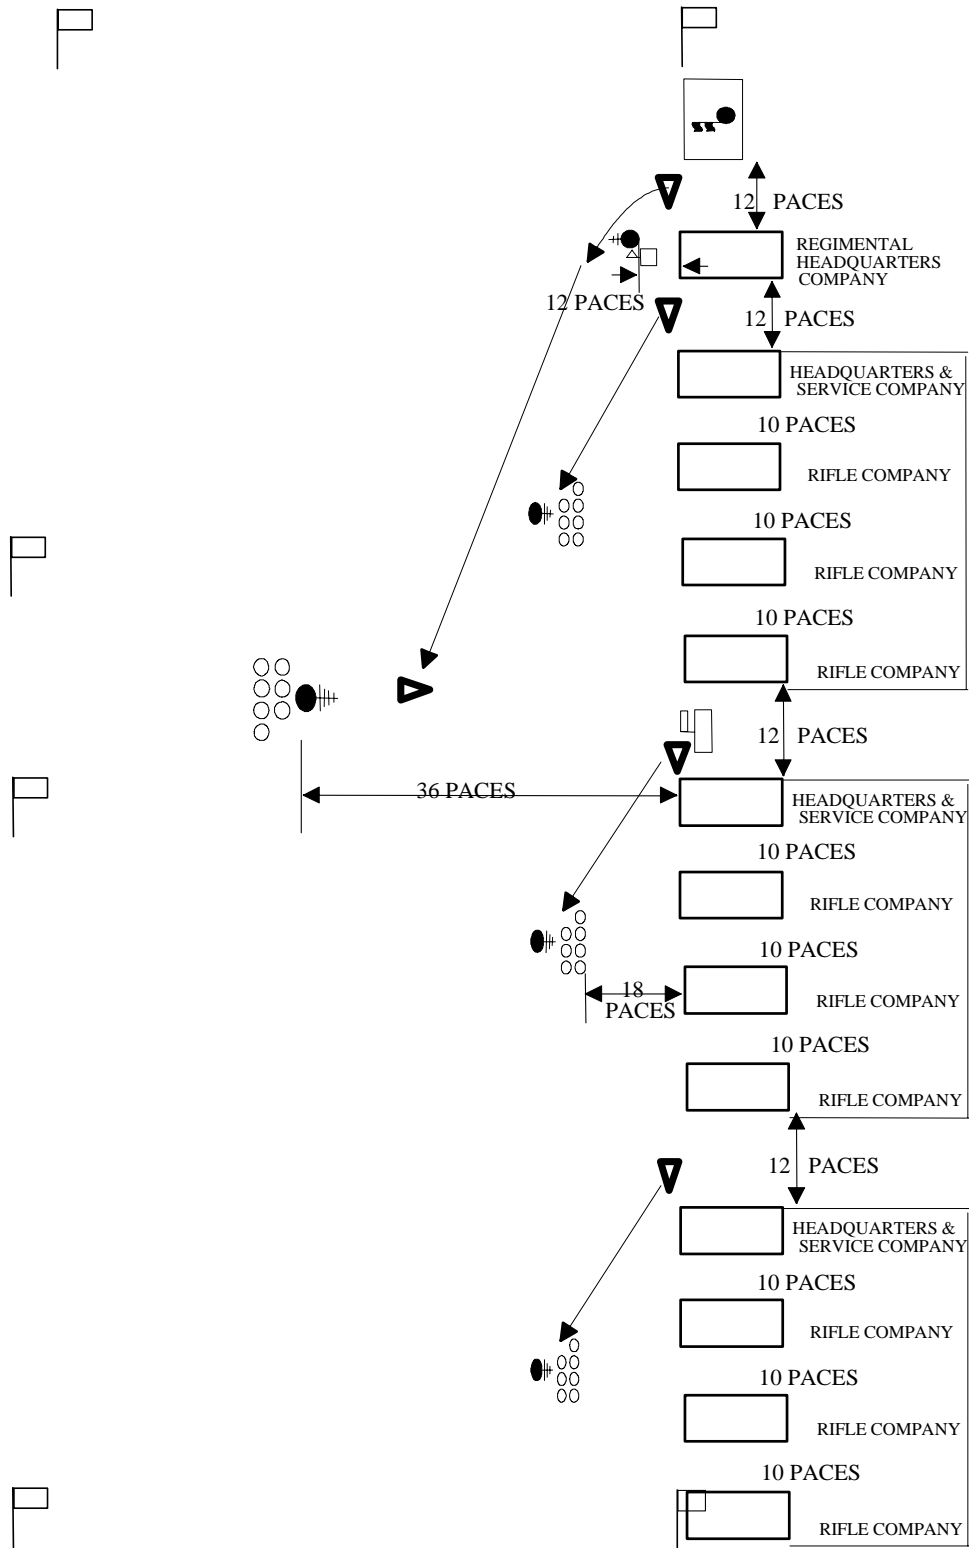 12 PACES
REGIMENTAL
HEADQUARTERS
COMPANY
12 PACES
12 PACES
HEADQUARTERS &
SERVICE COMPANY
10 PACES
RIFLE COMPANY
10 PACES
RIFLE COMPANY
10 PACES
RIFLE COMPANY
12 PACES
36 PACES
HEADQUARTERS &
SERVICE COMPANY
10 PACES
RIFLE COMPANY
10 PACES
18
PACES
RIFLE COMPANY
10 PACES
RIFLE COMPANY
12 PACES
HEADQUARTERS &
SERVICE COMPANY
10 PACES
RIFLE COMPANY
10 PACES
RIFLE COMPANY
10 PACES
RIFLE COMPANY